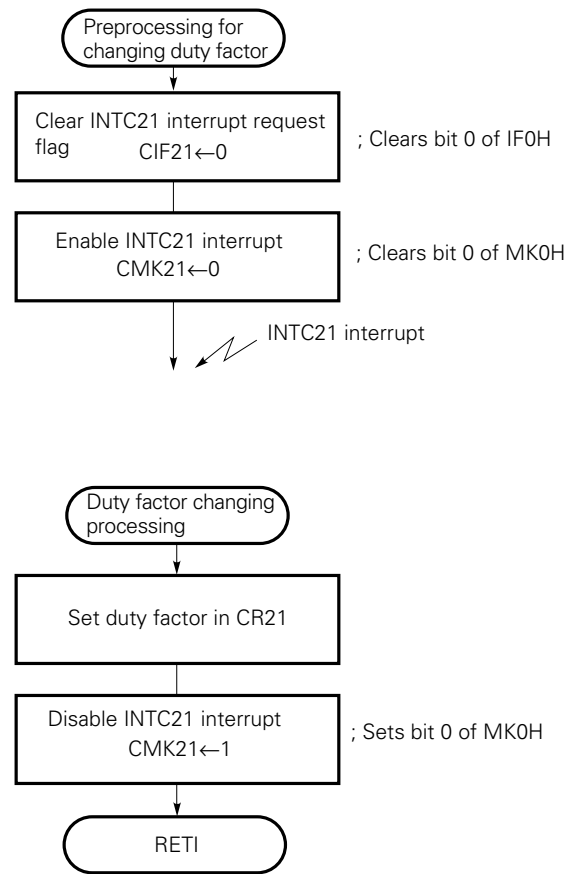 Preprocessing for
changing duty factor
Clear INTC21 interrupt request
flag CIF21←0
; Clears bit 0 of IF0H
Enable INTC21 interrupt
CMK21←0
; Clears bit 0 of MK0H
INTC21 interrupt
Duty factor changing
processing
Set duty factor in CR21
Disable INTC21 interrupt
CMK21←1
; Sets bit 0 of MK0H
RETI